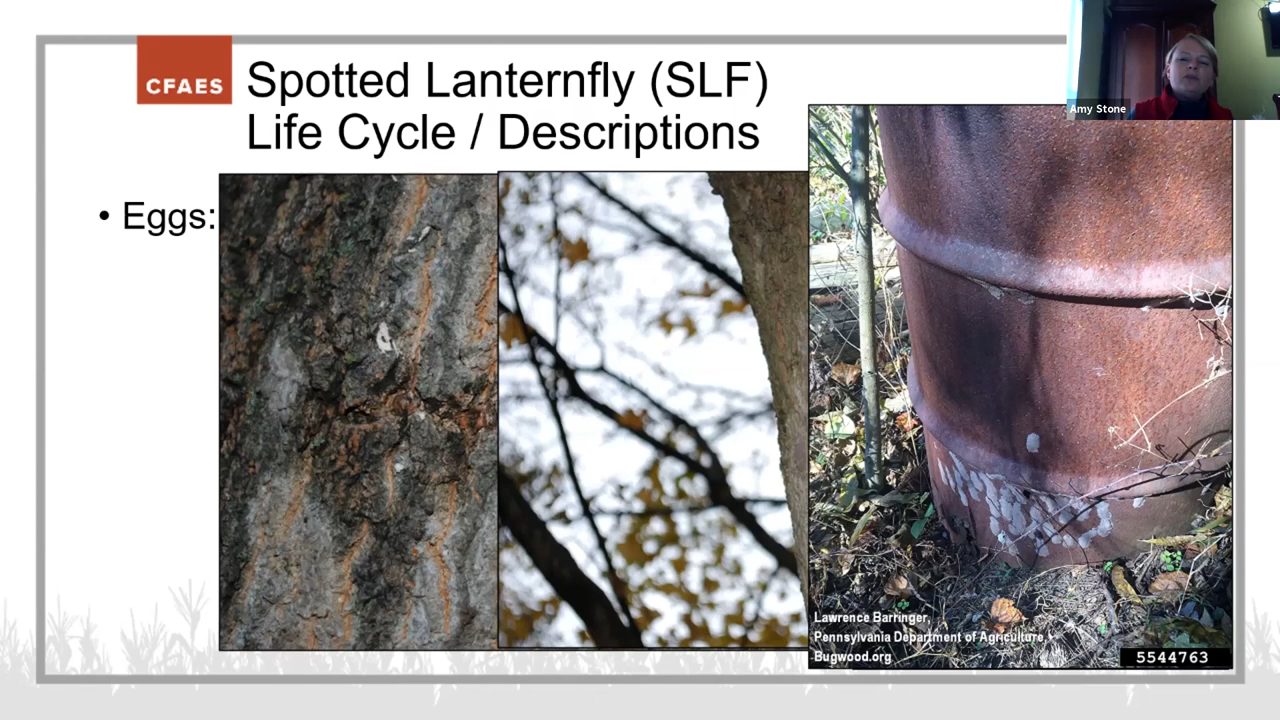 CFAES
Spotted Lanternfly (SLF)
Life Cycle / Descriptions
• Eggs:
Amy Stone
Lawrence Barringer,
Pennsylvania Department of Agriculture,
Bugwood.org
5544763